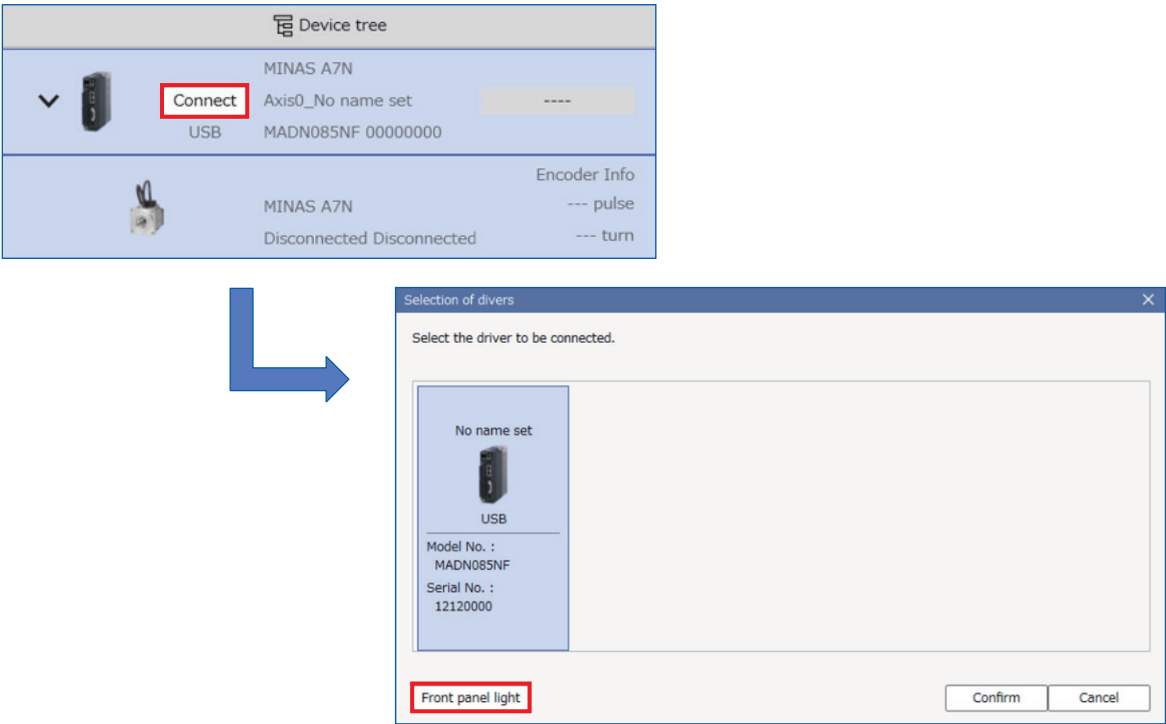 Device tree
MINAS A7N
Connect Axis0_No name set ----
USB MADN085NF 00000000
Encoder Info
MINAS A7N --- pulse
Disconnected Disconnected --- turn
Selection of divers
Select the driver to be connected.
No name set
USB
Model No. :
MADN085NF
Serial No. :
12120000
Front panel light Confirm Cancel